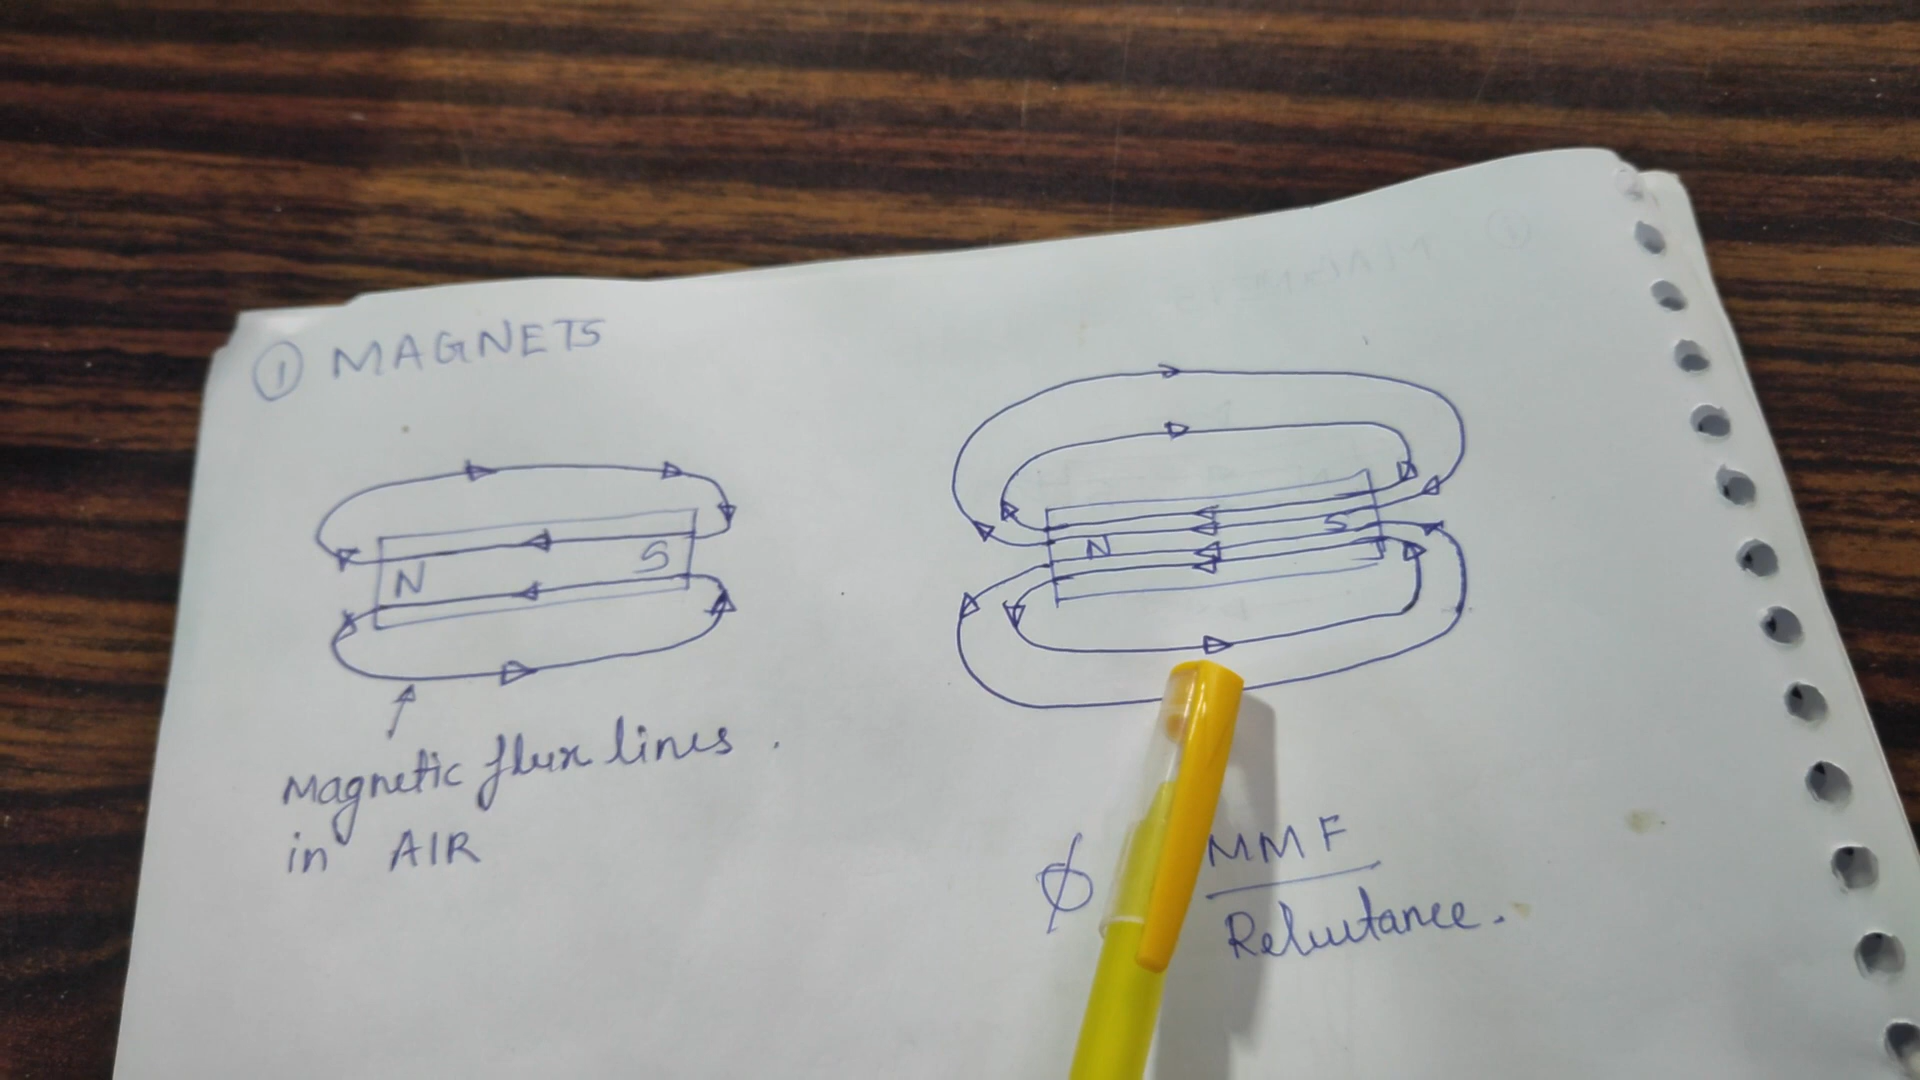 ① MAGNETS
N S
N S
Magnetic flux lines.
in AIR
φ MMF
Reluctance.